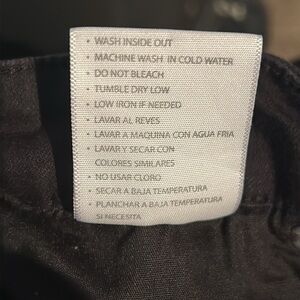 • WASH INSIDE OUT
• MACHINE WASH IN COLD WATER
• DO NOT BLEACH
• TUMBLE DRY LOW
• LOW IRON IF NEEDED
• LAVAR AL REVES
• LAVAR A MAQUINA CON AGUA FRIA
• LAVAR Y SECAR CON
COLORES SIMILARES
• NO USAR CLORO
• SECAR A BAJA TEMPERATURA
• PLANCHAR A BAJA TEMPERATURA
SI NECESITA